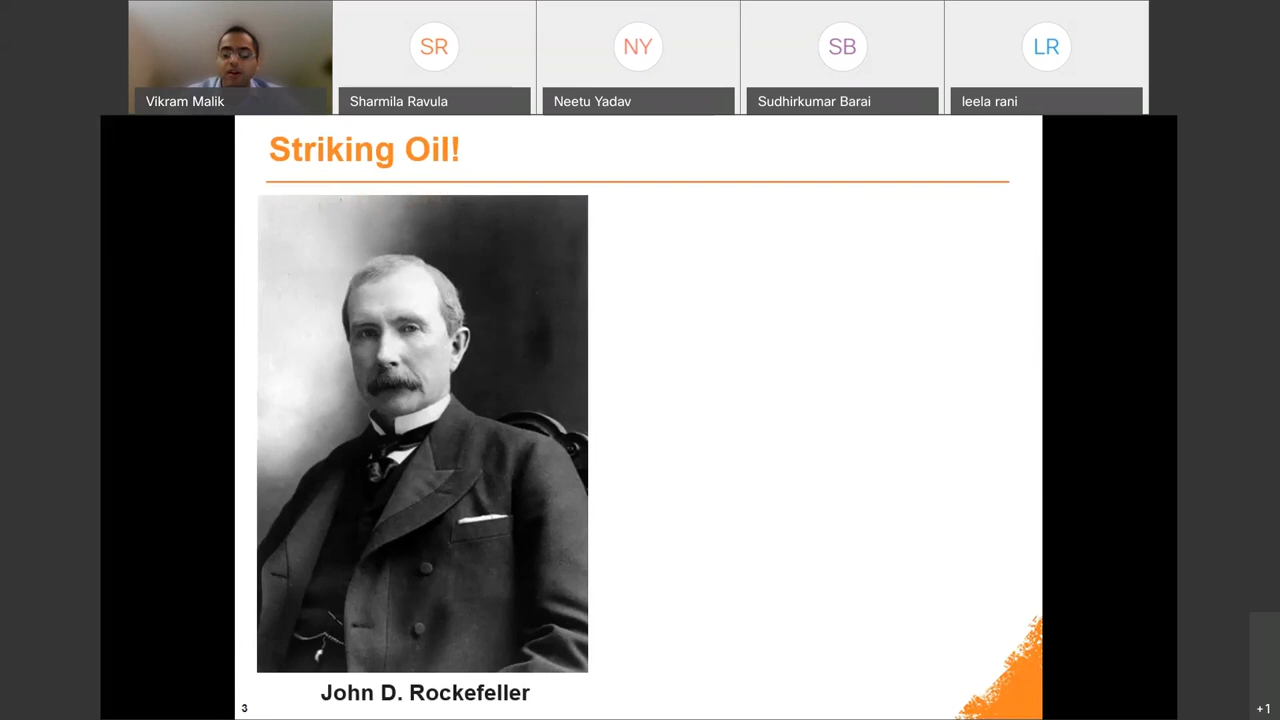 SR
NY
SB
LR
Vikram Malik
Sharmila Ravula
Neetu Yadav
Sudhirkumar Barai
leela rani
Striking Oil!
John D. Rockefeller
3
+1